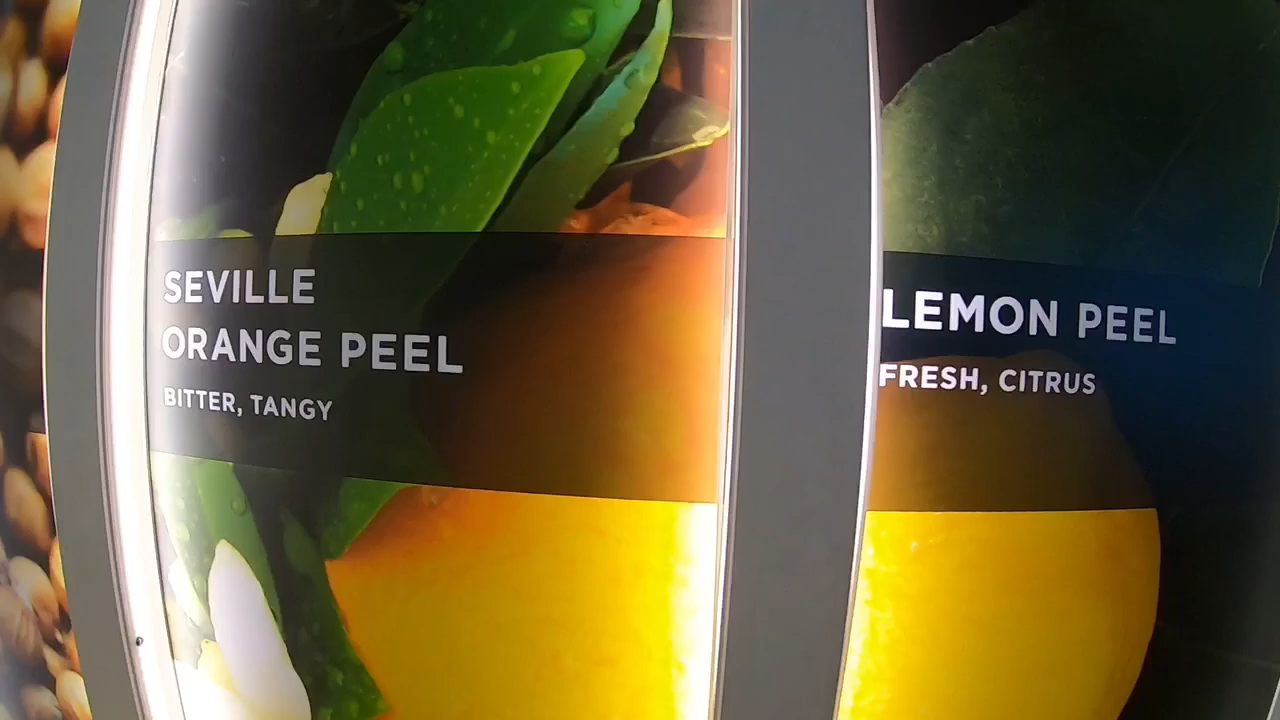 SEVILLE
ORANGE PEEL
BITTER, TANGY
LEMON PEEL
FRESH, CITRUS